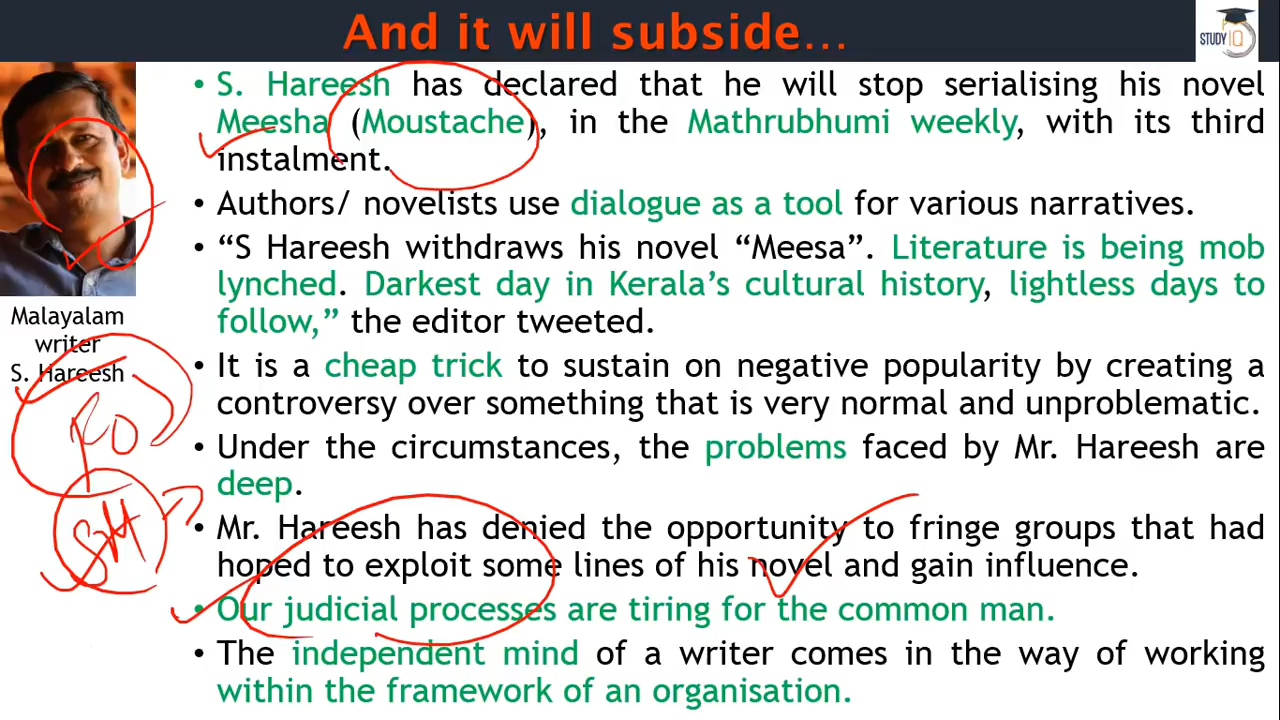 And it will subside...
STUDY IQ
• S. Hareesh has declared that he will stop serialising his novel
Meesha (Moustache), in the Mathrubhumi weekly, with its third
instalment.
• Authors/ novelists use dialogue as a tool for various narratives.
• “S Hareesh withdraws his novel “Meesa”. Literature is being mob
lynched. Darkest day in Kerala’s cultural history, lightless days to
follow,” the editor tweeted.
Malayalam
writer
S. Hareesh
• It is a cheap trick to sustain on negative popularity by creating a
controversy over something that is very normal and unproblematic.
• Under the circumstances, the problems faced by Mr. Hareesh are
deep.
• Mr. Hareesh has denied the opportunity to fringe groups that had
hoped to exploit some lines of his novel and gain influence.
• Our judicial processes are tiring for the common man.
• The independent mind of a writer comes in the way of working
within the framework of an organisation.
SM